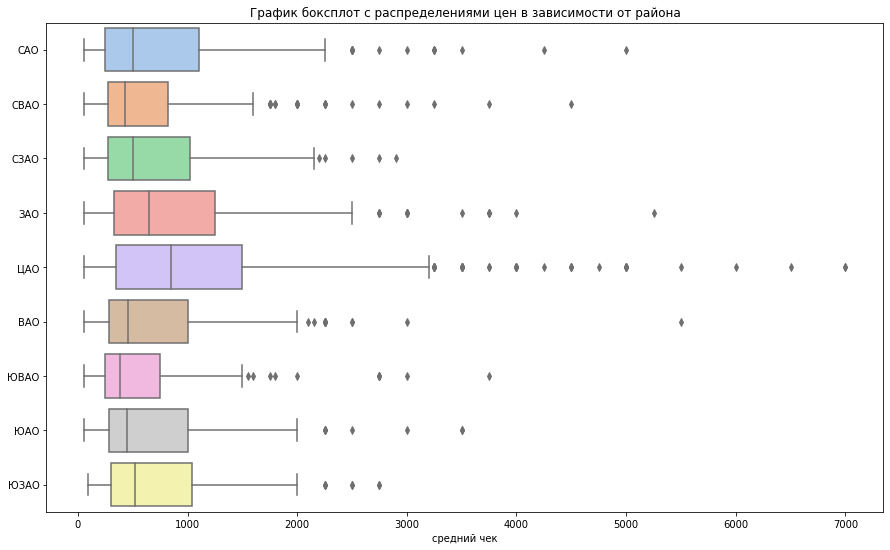 График боксплот с распределениями цен в зависимости от района
САО
СВАО
СЗАО
ЗАО
ЦАО
ВАО
ЮВАО
ЮАО
ЮЗАО
0 1000 2000 3000 4000 5000 6000 7000
средний чек